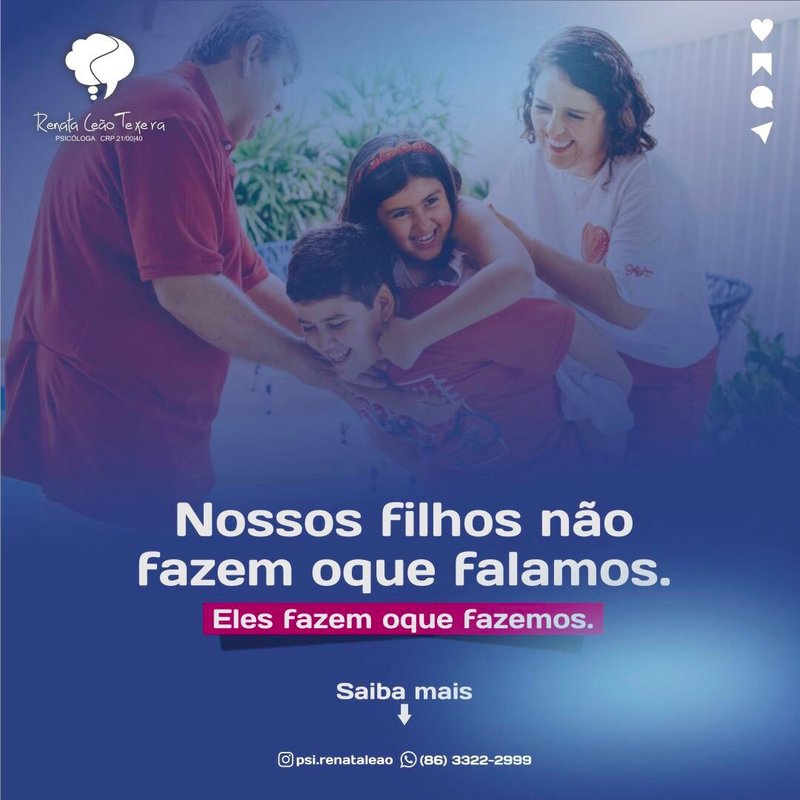 Renata Leão Texera
PSICÓLOGA CRP 21/00|40
Nossos filhos não
fazem oque falamos.
Eles fazem oque fazemos.
Saiba mais
psi.renataleao (86) 3322-2999